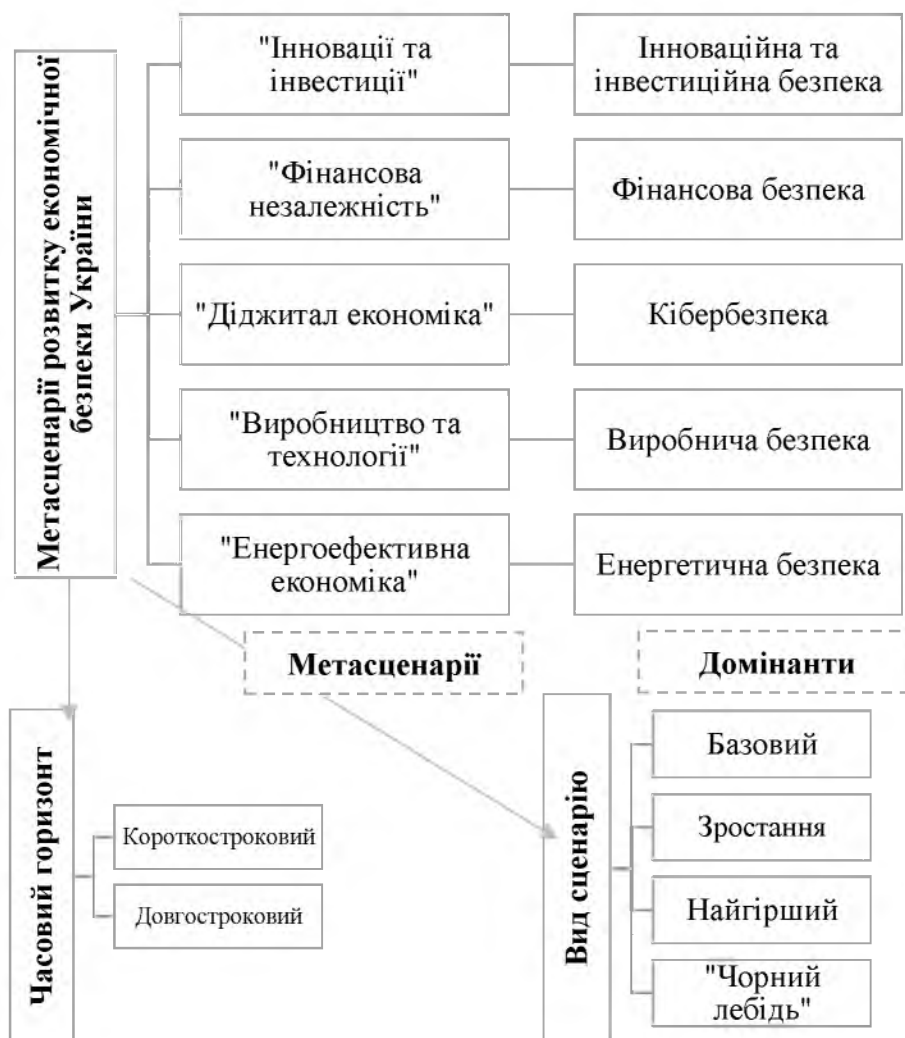 Метасценарії розвитку економічної
безпеки України
"Інновації та
інвестиції"
Інноваційна та
інвестиційна безпека
"Фінансова
незалежність"
Фінансова безпека
"Діджитал економіка"
Кібербезпека
"Виробництво та
технології"
Виробнича безпека
"Енергоефективна
економіка"
Енергетична безпека
Метасценарії
Домінанти
Часовий горизонт
Короткостроковий
Довгостроковий
Вид сценарію
Базовий
Зростання
Найгірший
"Чорний
лебідь"